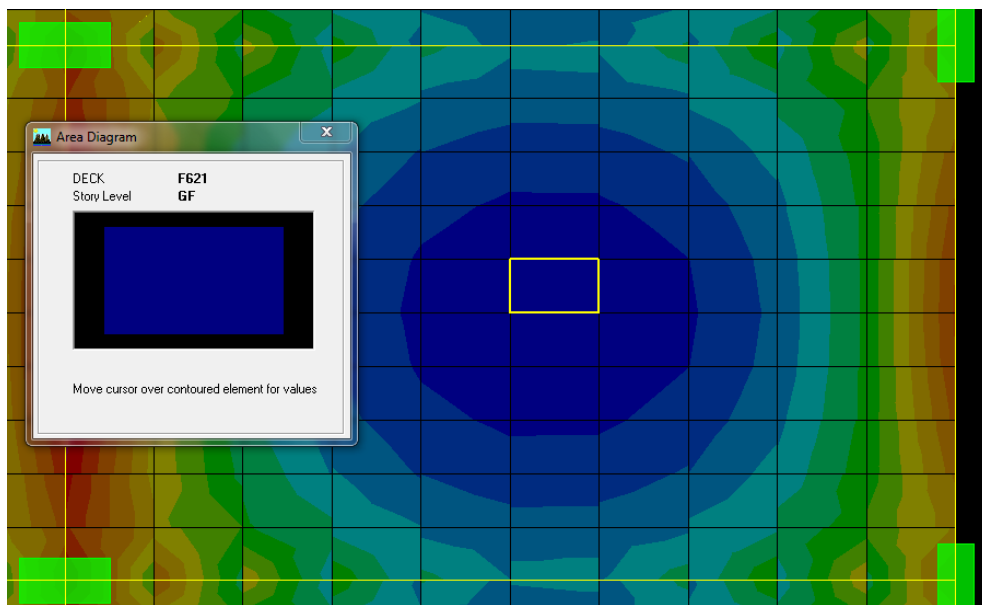 Area Diagram
X
DECK F621
Story Level GF
Move cursor over contoured element for values